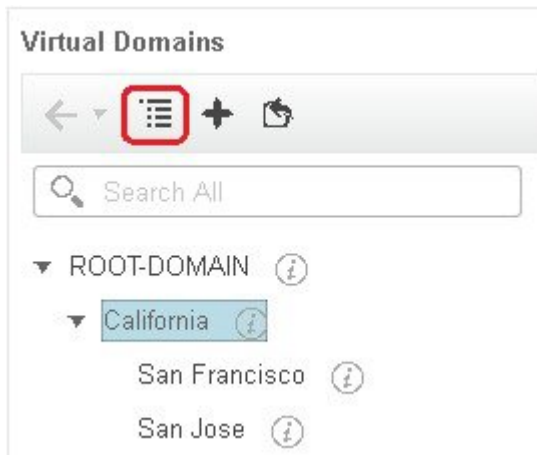 Virtual Domains
Search All
ROOT-DOMAIN
California
San Francisco
San Jose